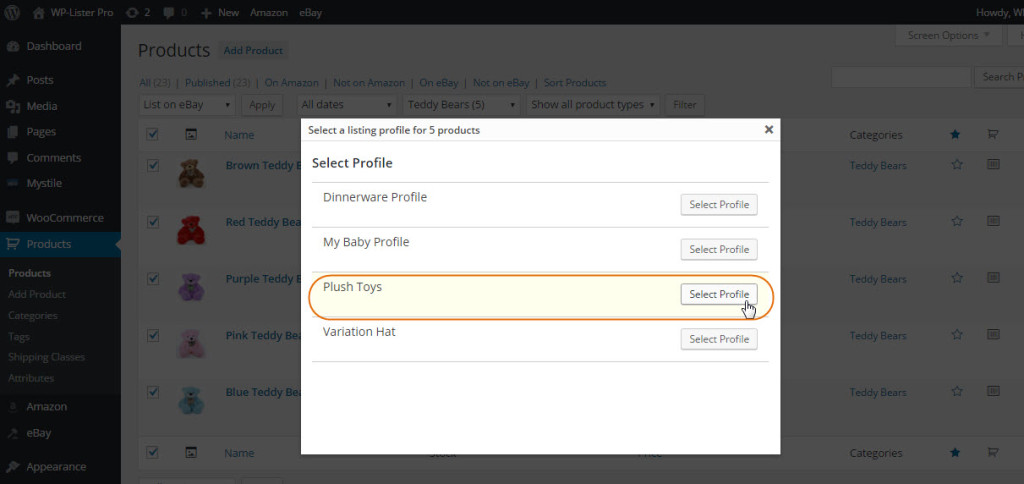 WP-Lister Pro 2 0 + New Amazon eBay Howdy, W
Dashboard
Posts
Media
Pages
Comments
Mystile
WooCommerce
Products
Products
Add Product
Categories
Tags
Shipping Classes
Attributes
Amazon
eBay
Appearance
Screen Options ▼
Products Add Product
All (23) | Published (23) | On Amazon | Not on Amazon | On eBay | Not on eBay | Sort Products
Search P
List on eBay Apply All dates Teddy Bears (5) Show all product types Filter
Name Categories
Brown Teddy B Teddy Bears
Red Teddy Bea Teddy Bears
Purple Teddy B Teddy Bears
Pink Teddy Bea Teddy Bears
Blue Teddy Bea Teddy Bears
Name Stock Price Categories
Select a listing profile for 5 products
Select Profile
Dinnerware Profile Select Profile
My Baby Profile Select Profile
Plush Toys Select Profile
Variation Hat Select Profile